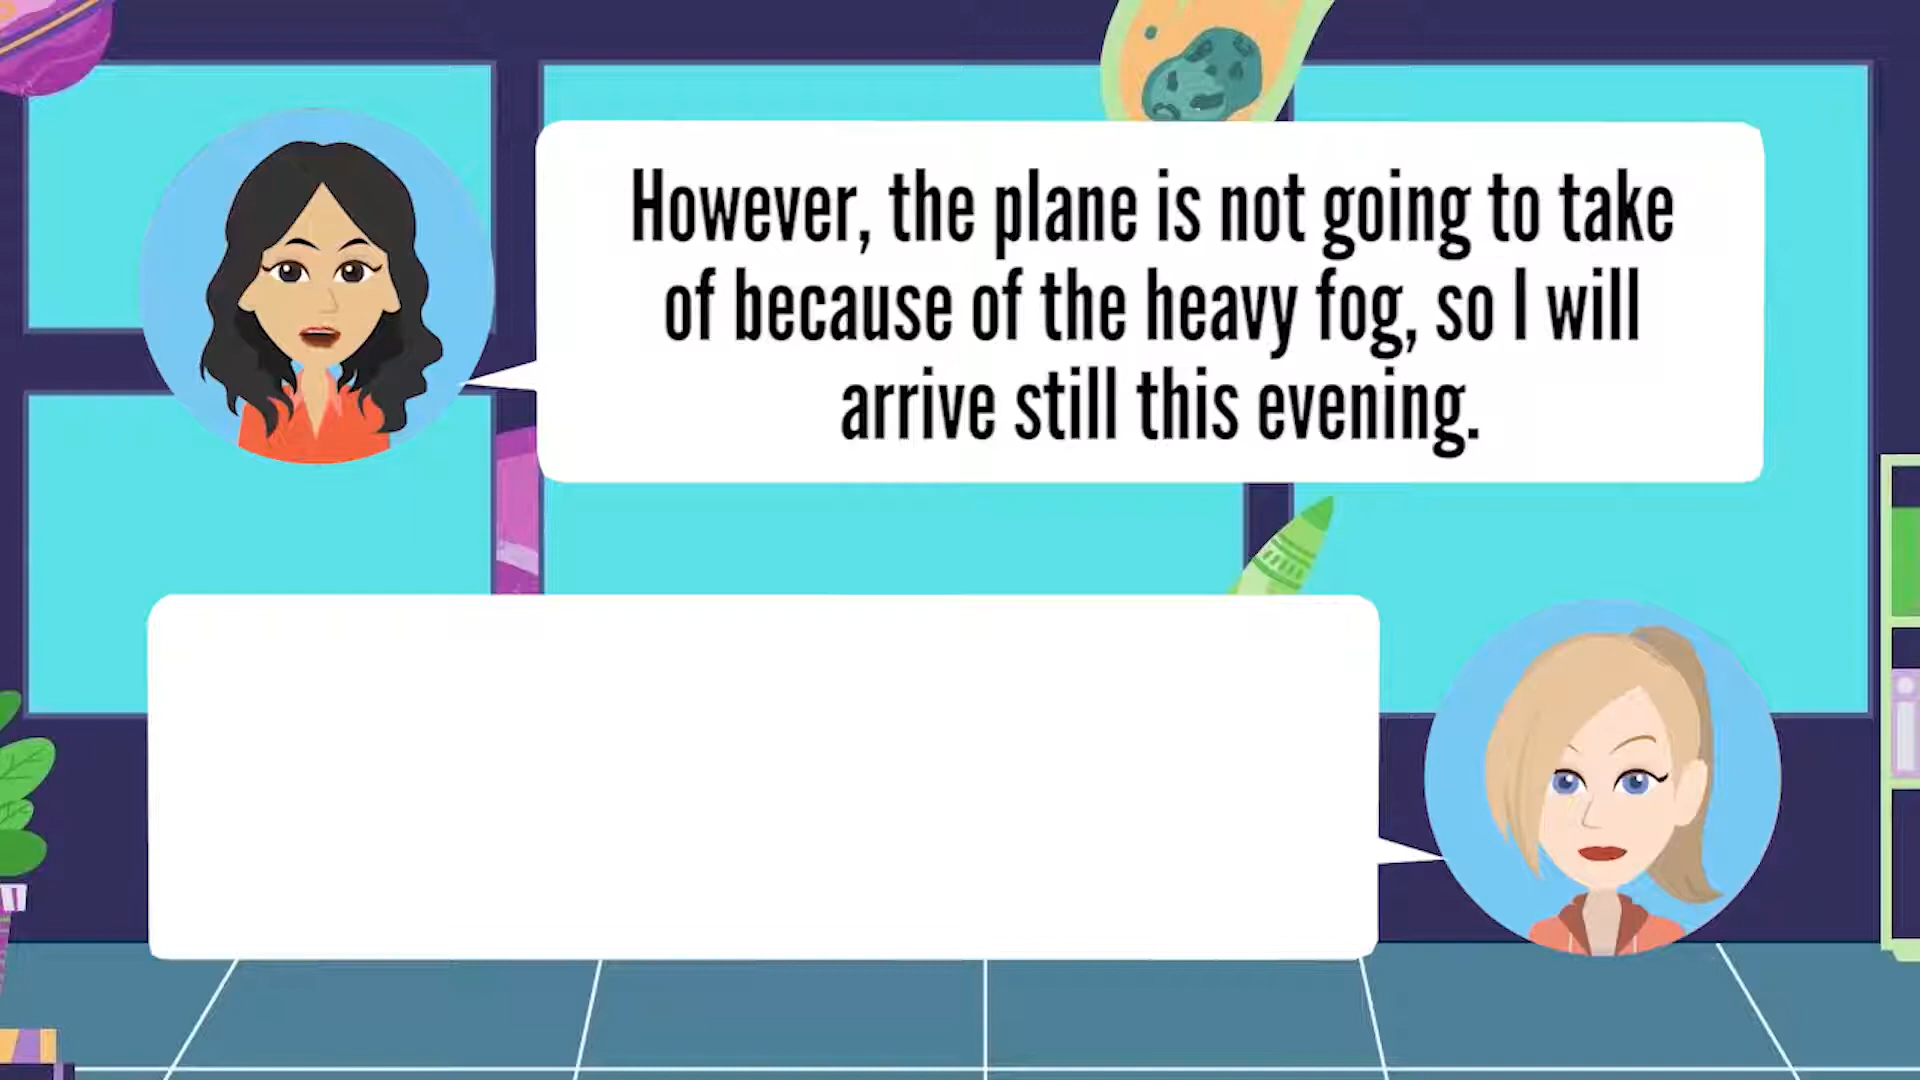 However, the plane is not going to take
of because of the heavy fog, so I will
arrive still this evening.